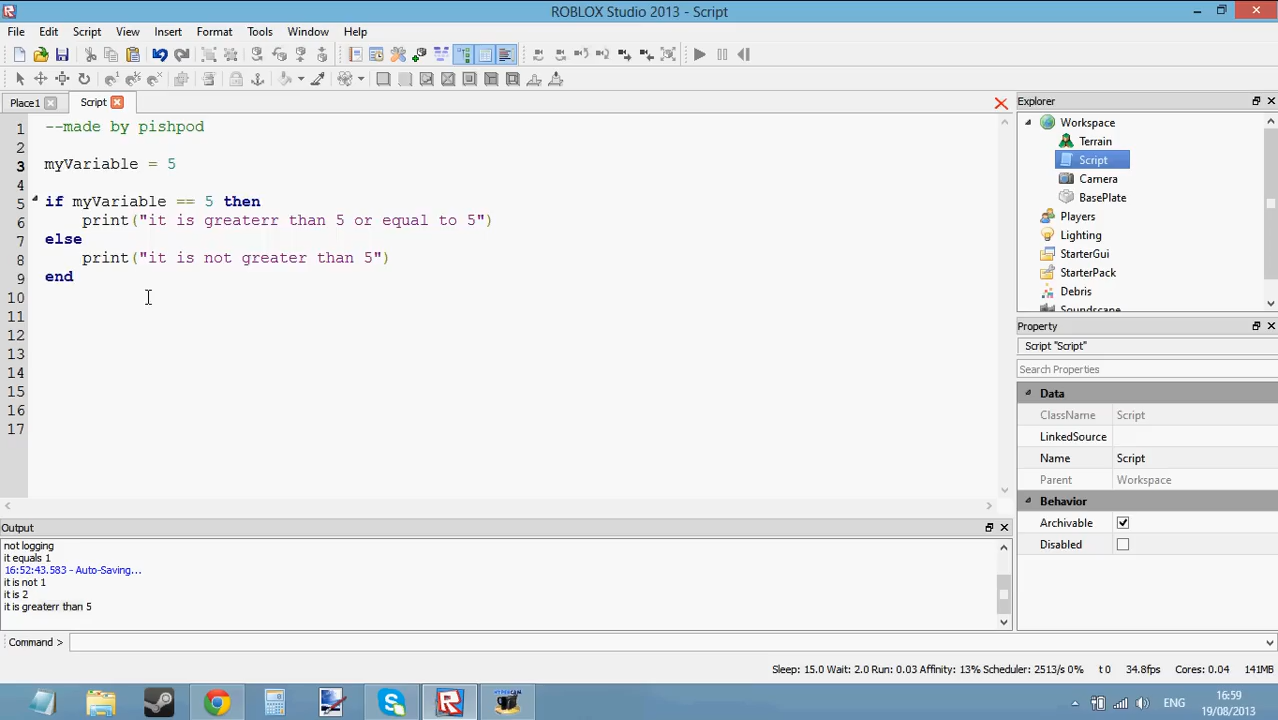 ROBLOX Studio 2013 - Script
File Edit Script View Insert Format Tools Window Help
Place1 Script
1 --made by pishpod
2
3 myVariable = 5
4
5 if myVariable == 5 then
6 print("it is greaterr than 5 or equal to 5")
7 else
8 print("it is not greater than 5")
9 end
10
11
12
13
14
15
16
17
Output
not logging
it equals 1
16:52:43.583 - Auto-Saving...
it is not 1
it is 2
it is greaterr than 5
Command >
Explorer
Workspace
Terrain
Script
Camera
BasePlate
Players
Lighting
StarterGui
StarterPack
Debris
Soundscape
Property
Script "Script"
Search Properties
Data
ClassName Script
LinkedSource
Name Script
Parent Workspace
Behavior
Archivable
Disabled
Sleep: 15.0 Wait: 2.0 Run: 0.03 Affinity: 13% Scheduler: 2513/s 0% t 0 34.8fps Cores: 0.04 141MB
ENG
16:59
19/08/2013